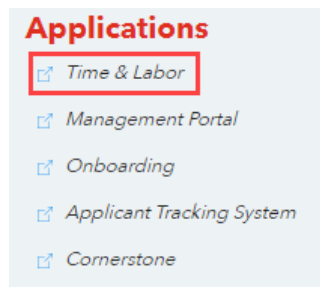 Applications
Time & Labor
Management Portal
Onboarding
Applicant Tracking System
Cornerstone